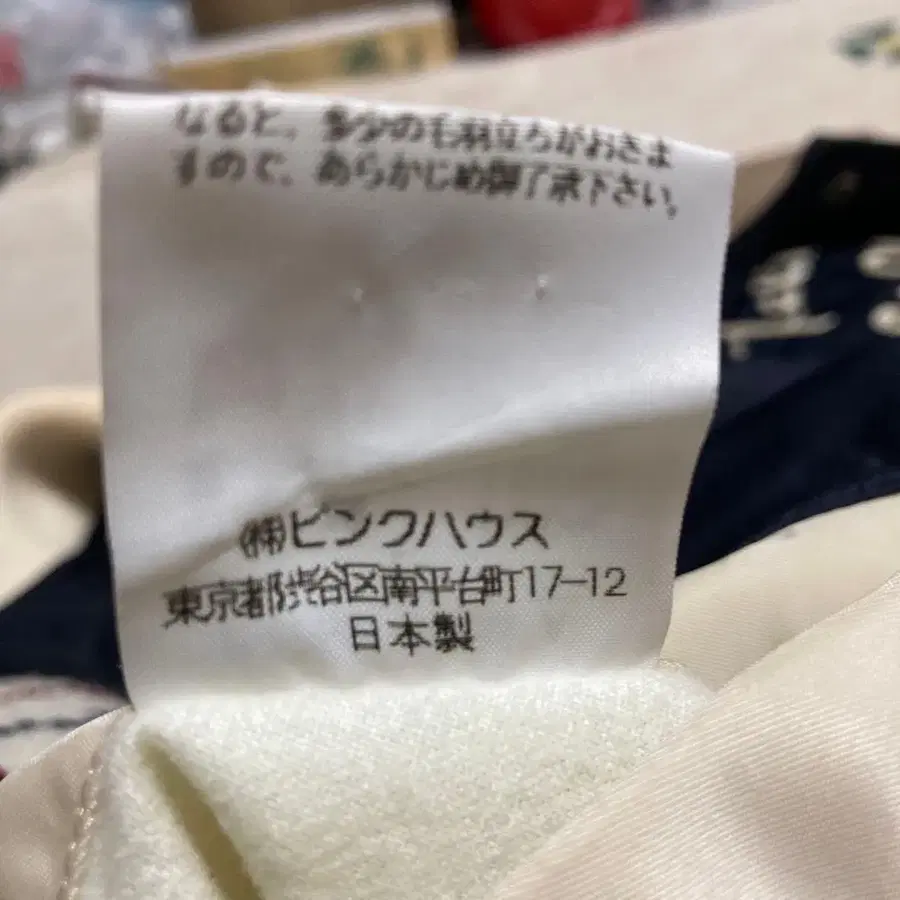 なると、多少の毛羽立ちがおきま
すので、あらかじめ御了承下さい。
㈱ピンクハウス
東京都渋谷区南平台町17-12
日本製